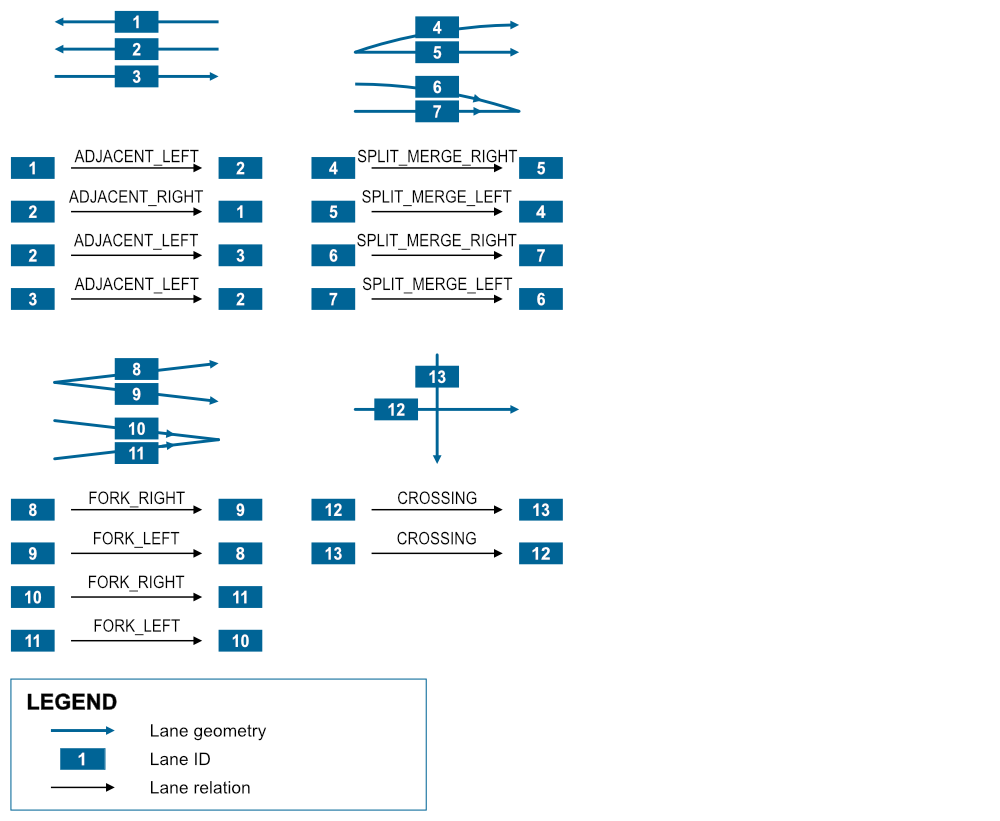 1
2
3
4
5
6
7
1 ADJACENT_LEFT 2
2 ADJACENT_RIGHT 1
2 ADJACENT_LEFT 3
3 ADJACENT_LEFT 2
4 SPLIT_MERGE_RIGHT 5
5 SPLIT_MERGE_LEFT 4
6 SPLIT_MERGE_RIGHT 7
7 SPLIT_MERGE_LEFT 6
8
9
10
11
13
12
8 FORK_RIGHT 9
9 FORK_LEFT 8
10 FORK_RIGHT 11
11 FORK_LEFT 10
12 CROSSING 13
13 CROSSING 12
LEGEND
Lane geometry
1 Lane ID
Lane relation